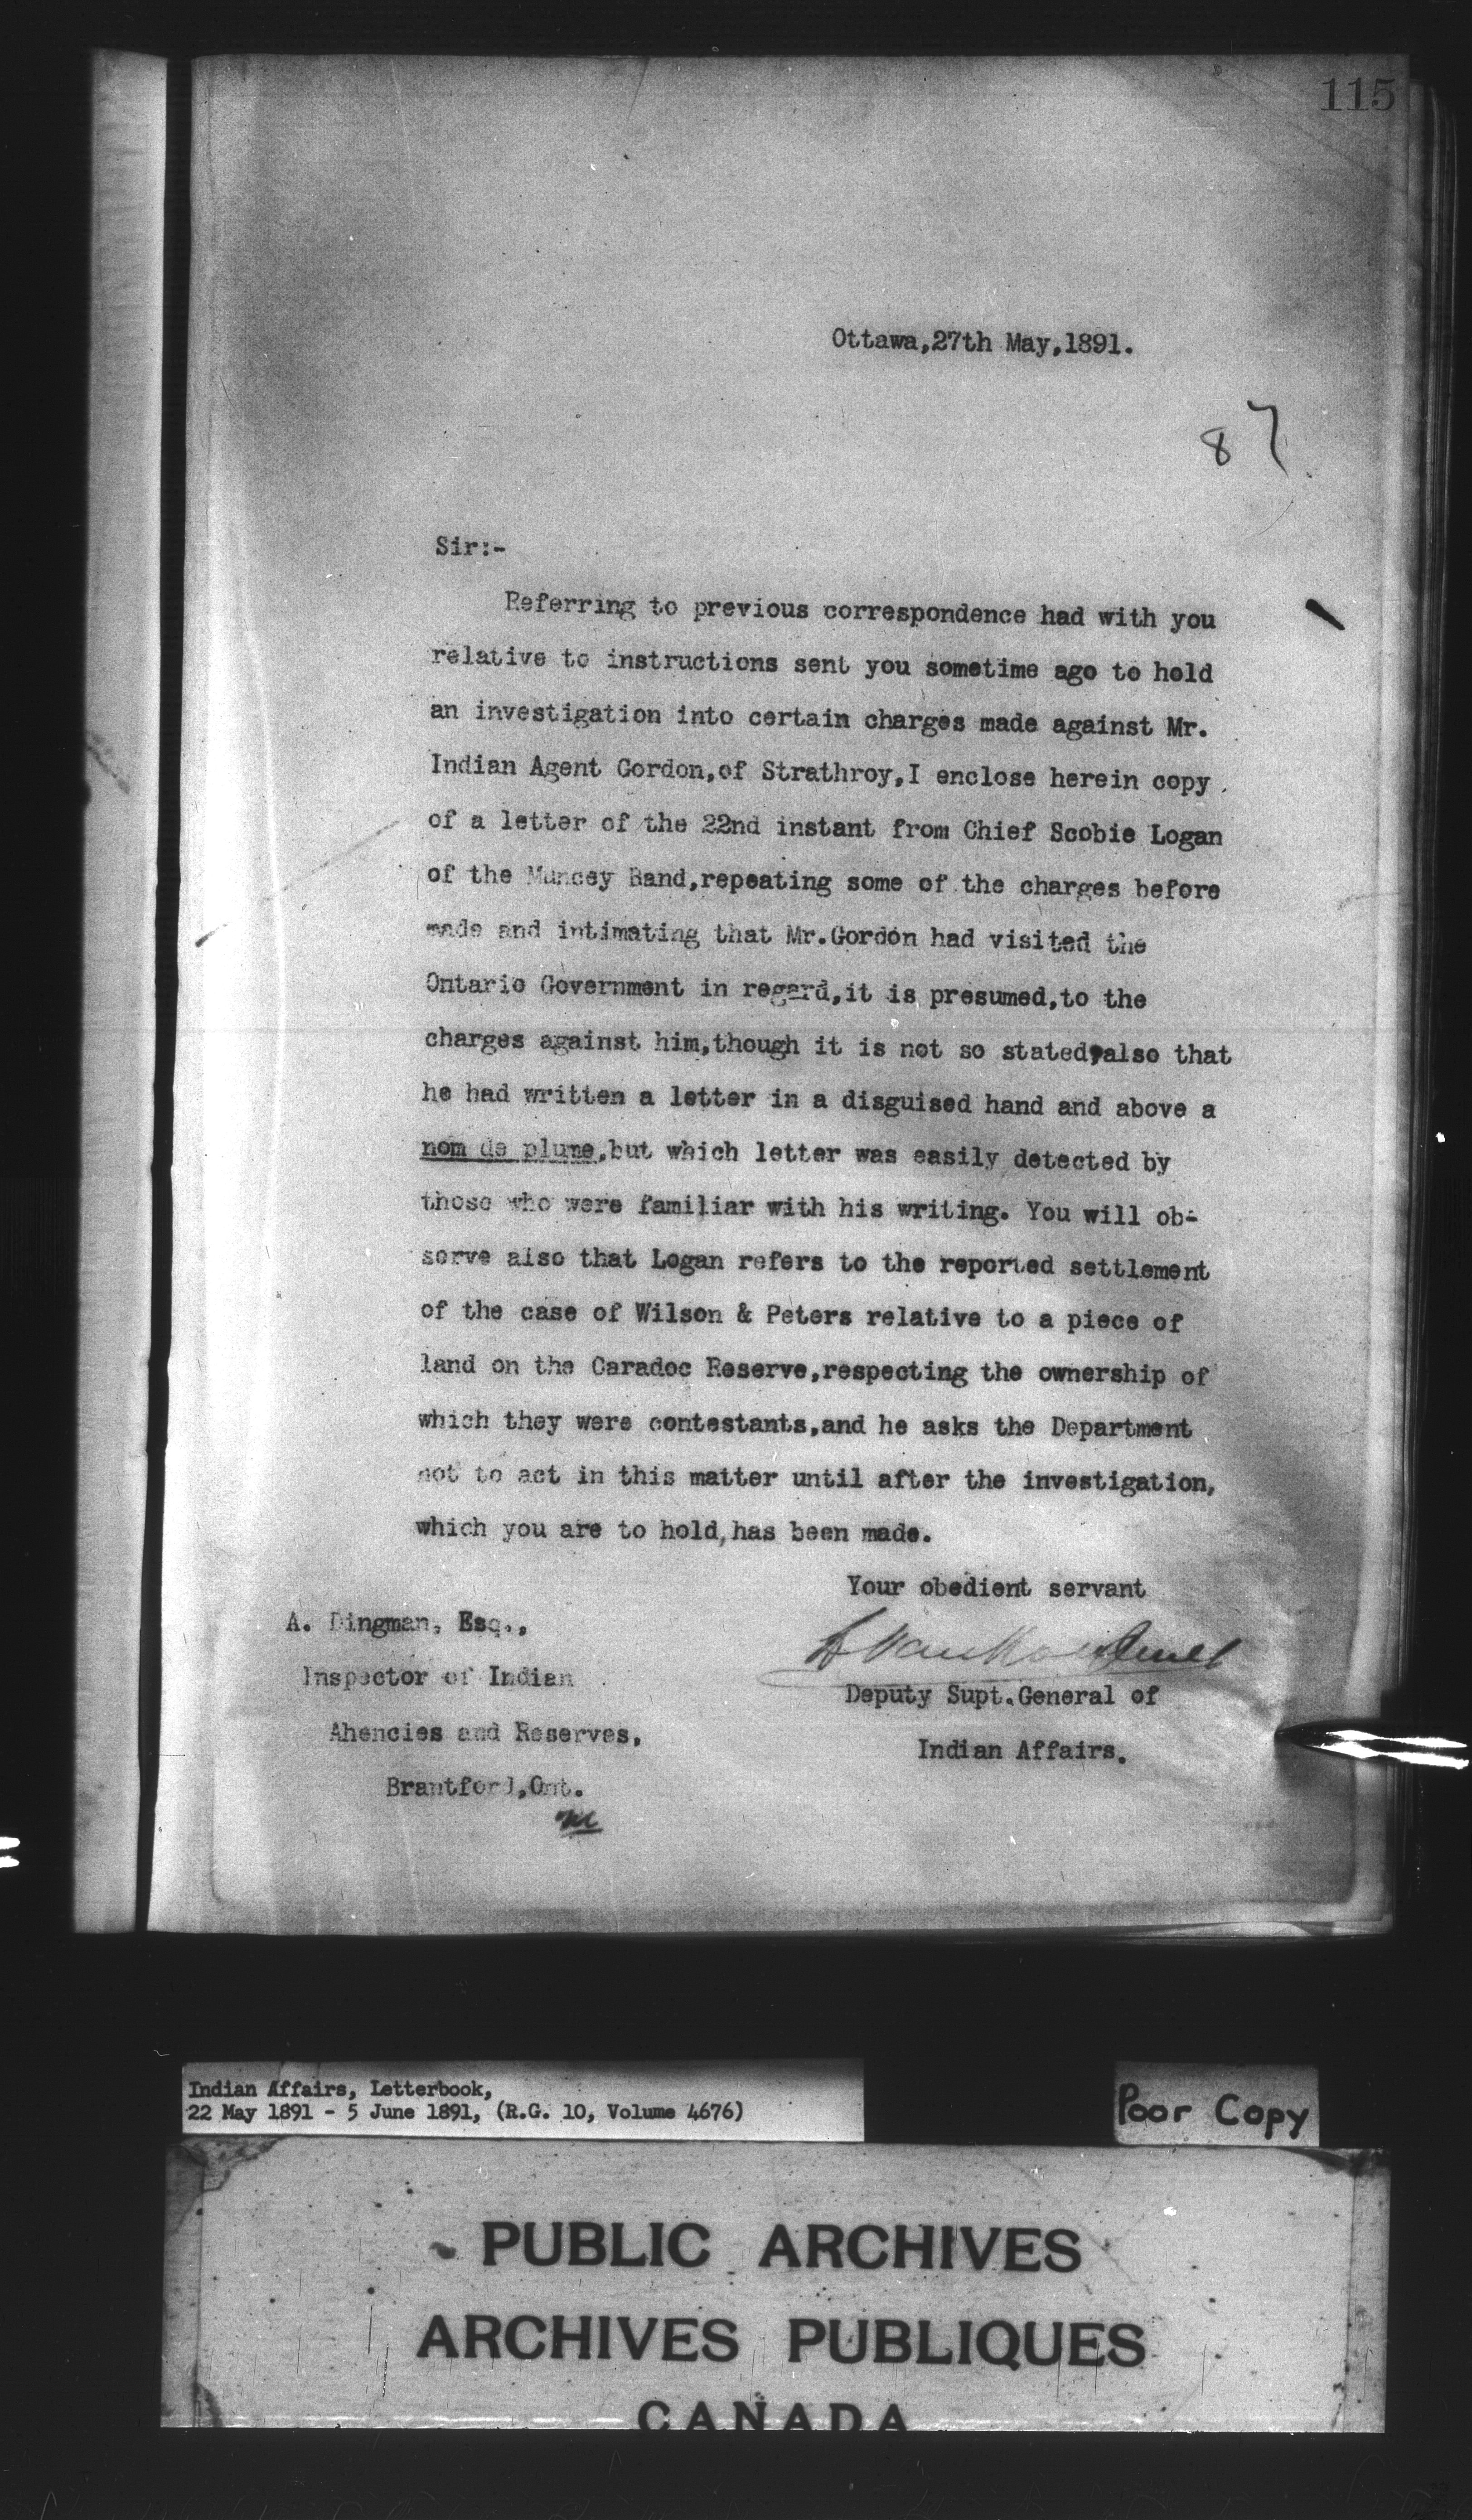 115
Ottawa,27th May,1891.
87
Sir:-
Referring to previous correspondence had with you
relative to instructions sent you sometime ago to hold
an investigation into certain charges made against Mr.
Indian Agent Gordon,of Strathroy,I enclose herein copy
of a letter of the 22nd instant from Chief Scobie Logan
of the Muncey Band,repeating some of the charges before
made and intimating that Mr.Gordon had visited the
Ontario Government in regard,it is presumed,to the
charges against him,though it is not so stated,also that
he had written a letter in a disguised hand and above a
nom de plume,but which letter was easily detected by
those who were familiar with his writing. You will ob-
serve also that Logan refers to the reported settlement
of the case of Wilson & Peters relative to a piece of
land on the Caradoc Reserve,respecting the ownership of
which they were contestants,and he asks the Department
not to act in this matter until after the investigation,
which you are to hold,has been made.
Your obedient servant
L Vankoughnet
Deputy Supt.General of
Indian Affairs.
A. Dingman, Esq.,
Inspector of Indian
Ahencies and Reserves,
Brantford,Ont.
Indian Affairs, Letterbook,
22 May 1891 - 5 June 1891, (R.G. 10, Volume 4676)
Poor Copy
PUBLIC ARCHIVES
ARCHIVES PUBLIQUES
CANADA